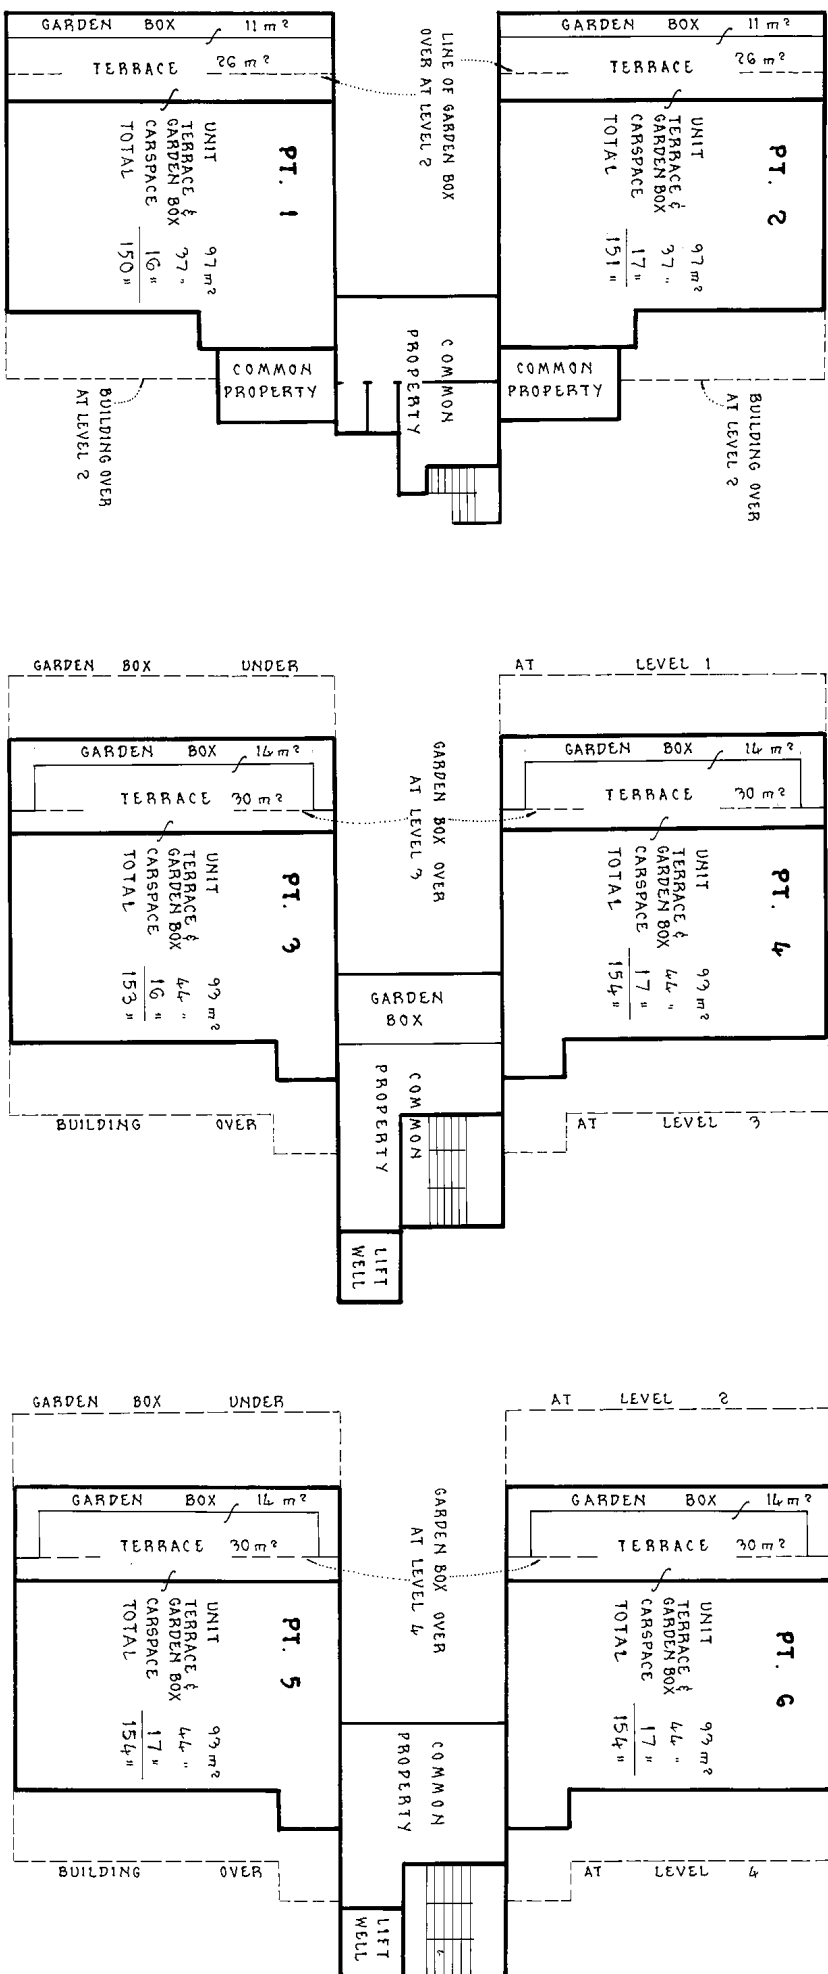 GARDEN BOX 11 m²
TERRACE 26 m²
PT. 1
UNIT 97 m²
TERRACE &
GARDEN BOX 37 "
CARSPACE 16 "
TOTAL 150 "
LINE OF GARDEN BOX
OVER AT LEVEL 2
GARDEN BOX 11 m²
TERRACE 26 m²
PT. 2
UNIT 97 m²
TERRACE &
GARDEN BOX 37 "
CARSPACE 17 "
TOTAL 151 "
COMMON
PROPERTY
COMMON
PROPERTY
COMMON
PROPERTY
BUILDING OVER
AT LEVEL 2
BUILDING OVER
AT LEVEL 2
GARDEN BOX UNDER AT LEVEL 1
GARDEN BOX 14 m²
TERRACE 30 m²
PT. 3
UNIT 93 m²
TERRACE &
GARDEN BOX 44 "
CARSPACE 16 "
TOTAL 153 "
GARDEN BOX OVER
AT LEVEL 3
GARDEN BOX 14 m²
TERRACE 30 m²
PT. 4
UNIT 93 m²
TERRACE &
GARDEN BOX 44 "
CARSPACE 17 "
TOTAL 154 "
GARDEN
BOX
COMMON
PROPERTY
BUILDING OVER AT LEVEL 3
LIFT
WELL
GARDEN BOX UNDER AT LEVEL 2
GARDEN BOX 14 m²
TERRACE 30 m²
PT. 5
UNIT 93 m²
TERRACE &
GARDEN BOX 44 "
CARSPACE 17 "
TOTAL 154 "
GARDEN BOX OVER
AT LEVEL 4
GARDEN BOX 14 m²
TERRACE 30 m²
PT. 6
UNIT 93 m²
TERRACE &
GARDEN BOX 44 "
CARSPACE 17 "
TOTAL 154 "
COMMON
PROPERTY
BUILDING OVER AT LEVEL 4
LIFT
WELL